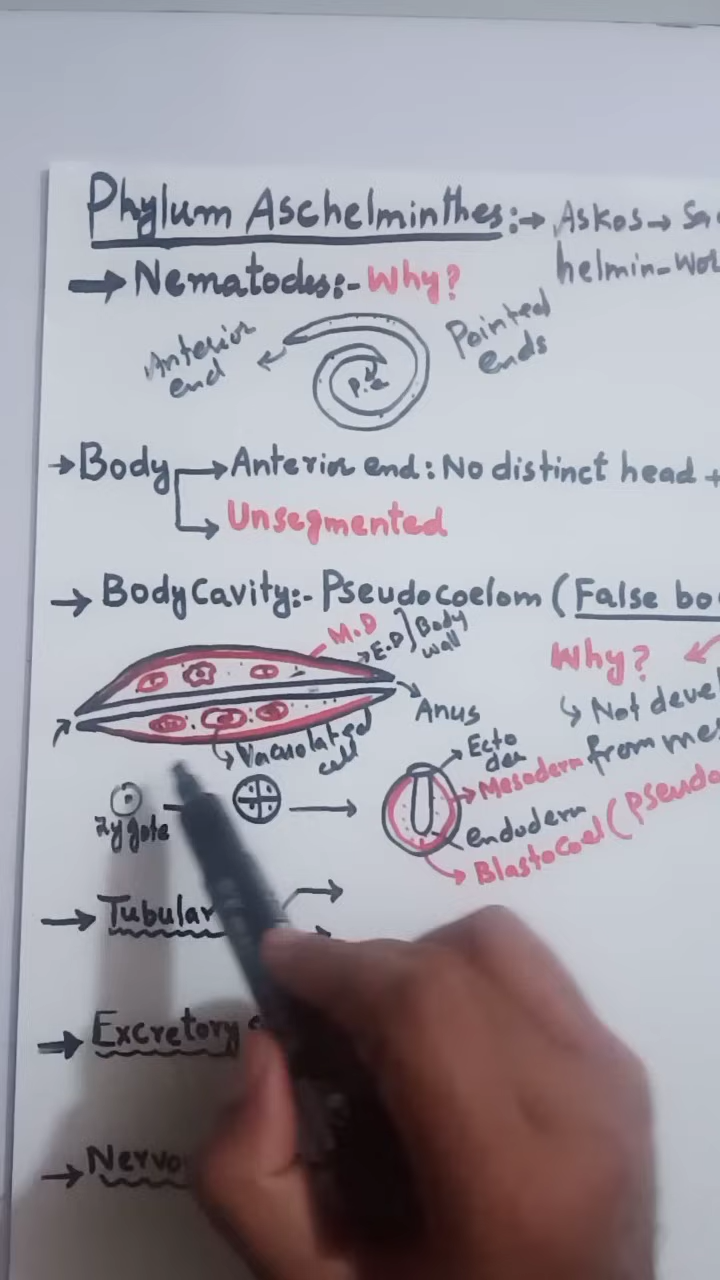 Phylum Aschelminthes:→ Askos→ Sa
→ Nematodes:- Why? helmin-wo
Anterior end
Pointed ends
P.e
→ Body → Anterior end: No distinct head +
→ Unsegmented
→ Body Cavity:- Pseudocoelom (False bo
M.D
E.D
Body wall
Why?
Anus
↳ Not deve
from me
Vacuolated cell
Ecto der
Mesoderm
endoderm
Blastocoel (Pseudo
Zygote
→ Tubular
→ Excretory
→ Nervo